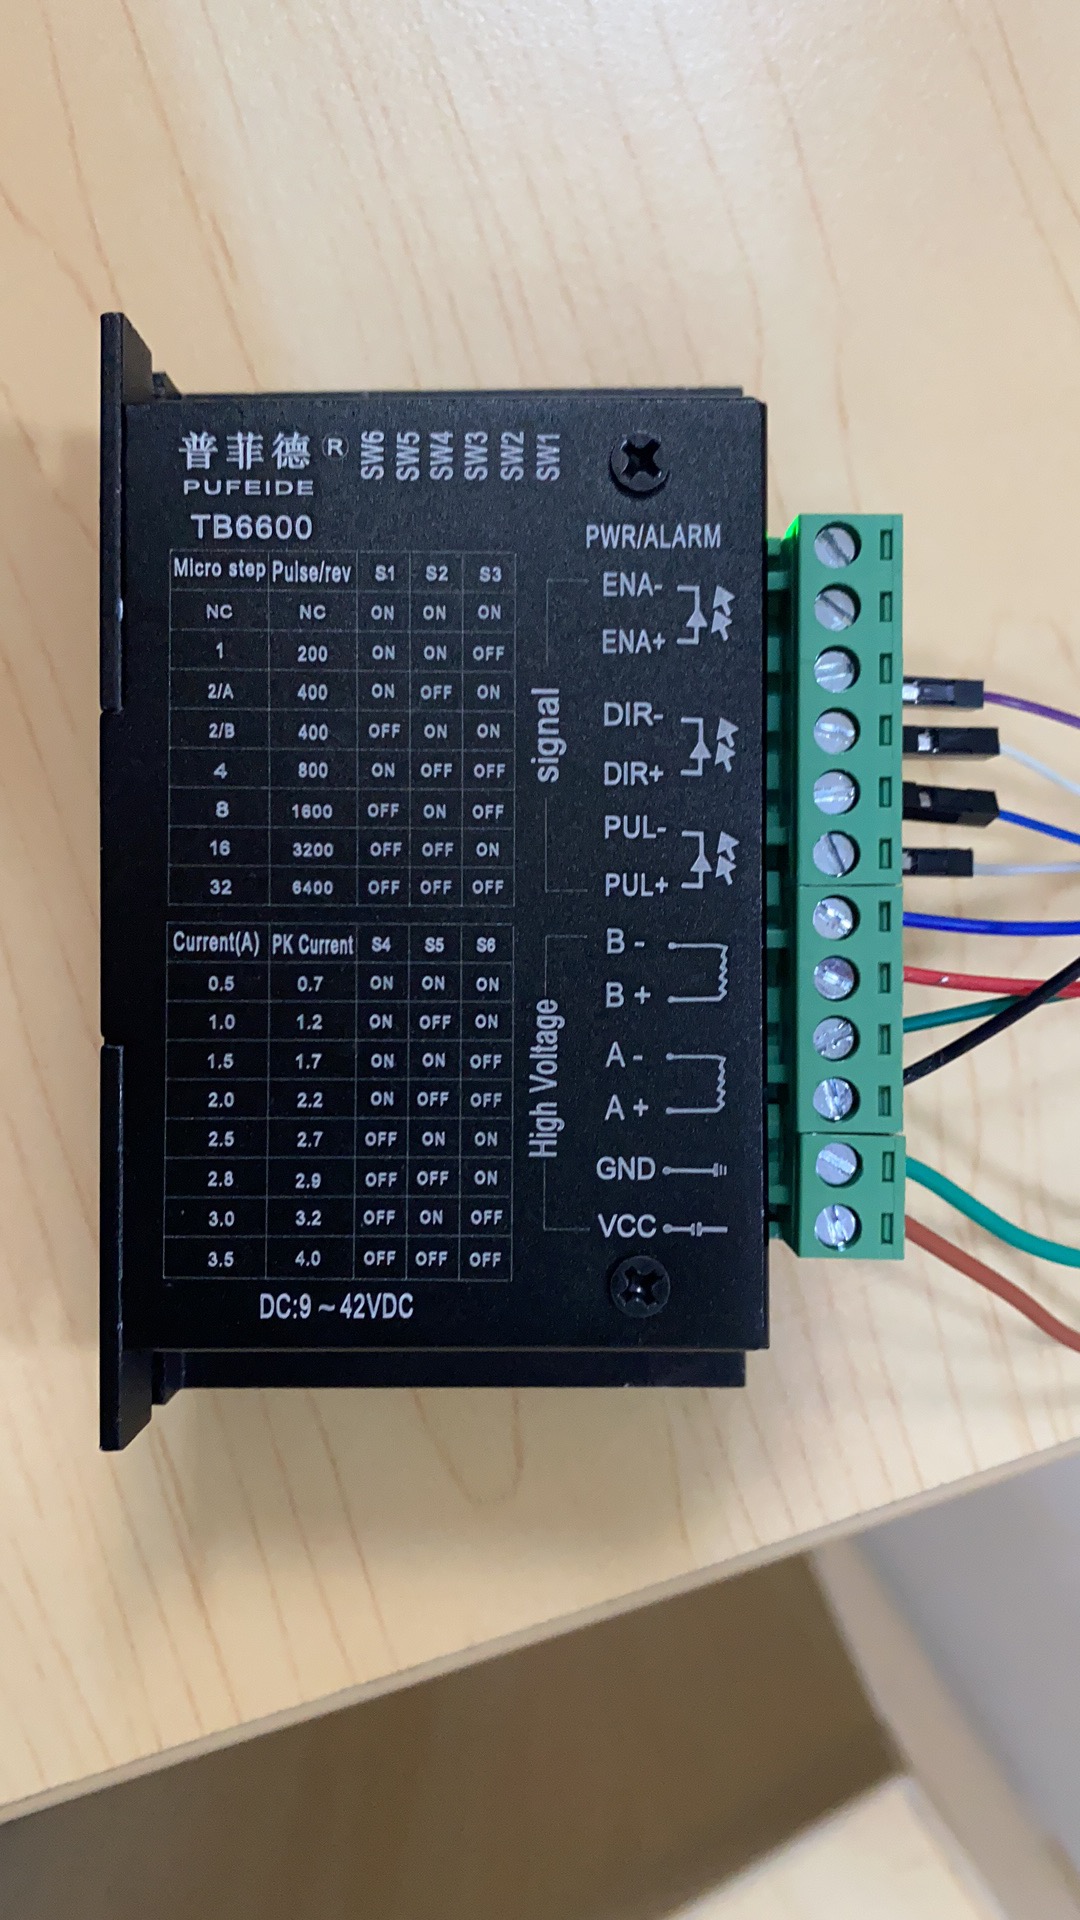 普菲德®
PUFEIDE
TB6600
SW6 SW5 SW4 SW3 SW2 SW1
Micro step Pulse/rev S1 S2 S3
NC NC ON ON ON
1 200 ON ON OFF
2/A 400 ON OFF ON
2/B 400 OFF ON ON
4 800 ON OFF OFF
8 1600 OFF ON OFF
16 3200 OFF OFF ON
32 6400 OFF OFF OFF
Current(A) PK Current S4 S5 S6
0.5 0.7 ON ON ON
1.0 1.2 ON OFF ON
1.5 1.7 ON ON OFF
2.0 2.2 ON OFF OFF
2.5 2.7 OFF ON ON
2.8 2.9 OFF OFF ON
3.0 3.2 OFF ON OFF
3.5 4.0 OFF OFF OFF
DC:9~42VDC
PWR/ALARM
signal
ENA-
ENA+
DIR-
DIR+
PUL-
PUL+
High Voltage
B -
B +
A -
A +
GND
VCC